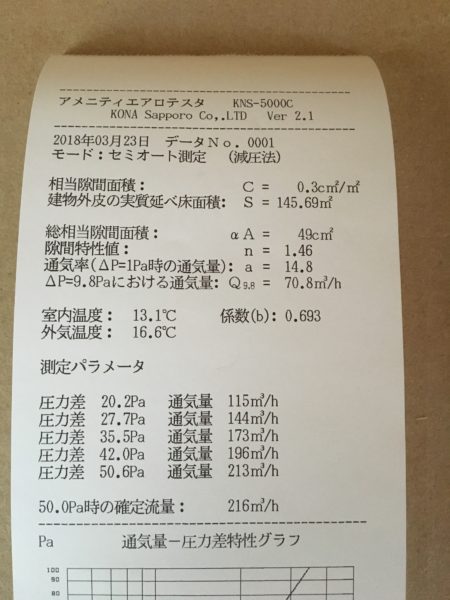 アメニティエアロテスタ KNS-5000C
KONA Sapporo Co,.LTD Ver 2.1
2018年03月23日 データNo. 0001
モード：セミオート測定 （減圧法）
相当隙間面積： C = 0.3c㎡/㎡
建物外皮の実質延べ床面積： S = 145.69㎡
総相当隙間面積： αA = 49c㎡
隙間特性値： n = 1.46
通気率（ΔP=1Pa時の通気量）： a = 14.8
ΔP=9.8Paにおける通気量： Q9.8 = 70.8㎥/h
室内温度： 13.1℃ 係数(b)： 0.693
外気温度： 16.6℃
測定パラメータ
圧力差 20.2Pa 通気量 115㎥/h
圧力差 27.7Pa 通気量 144㎥/h
圧力差 35.5Pa 通気量 173㎥/h
圧力差 42.0Pa 通気量 196㎥/h
圧力差 50.6Pa 通気量 213㎥/h
50.0Pa時の確定流量： 216㎥/h
Pa 通気量－圧力差特性グラフ
100
90
80